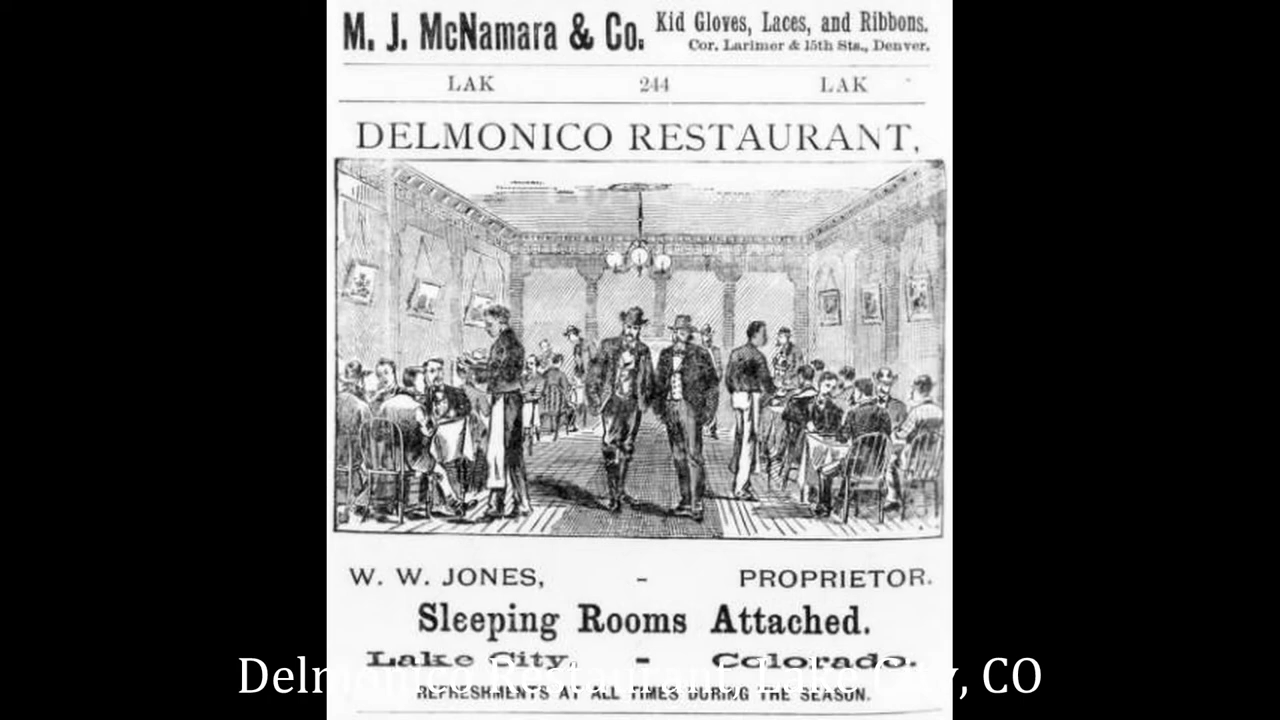 M. J. McNamara & Co. Kid Gloves, Laces, and Ribbons.
Cor. Larimer & 15th Sts., Denver.
LAK 244 LAK
DELMONICO RESTAURANT,
W. W. JONES, - PROPRIETOR.
Sleeping Rooms Attached.
Lake City, - Colorado.
Delmonico Restaurant, Lake City, CO
REFRESHMENTS AT ALL TIMES DURING THE SEASON.